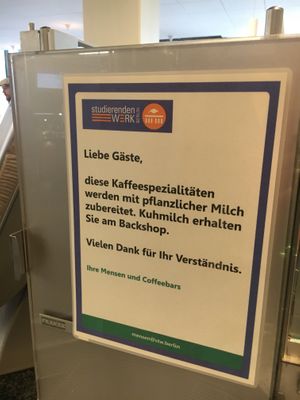 studierenden
WERK
BERLIN
Liebe Gäste,
diese Kaffeespezialitäten
werden mit pflanzlicher Milch
zubereitet. Kuhmilch erhalten
Sie am Backshop.
Vielen Dank für Ihr Verständnis.
Ihre Mensen und Coffeebars
mensen@stw.berlin